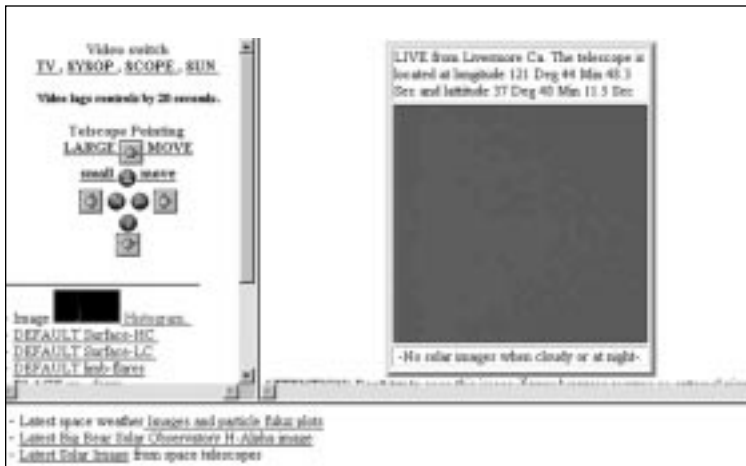 Video switch
TV , SYSOP , SCOPE , SUN
Video lags controls by 20 seconds.
Telescope Pointing
LARGE MOVE
small move
- Image Histogram
- DEFAULT Surface-HC
- DEFAULT Surface-LC
- DEFAULT limb-flares
LIVE from Livermore Ca. The telescope is
located at longitude 121 Deg 44 Min 48.3
Sec and lattitude 37 Deg 40 Min 11.5 Sec
-No solar images when cloudy or at night-
- Latest space weather Images and particle fulux plots
- Latest Big Bear Solar Observatory H-Alpha image
- Latest Solar Image from space telescopes